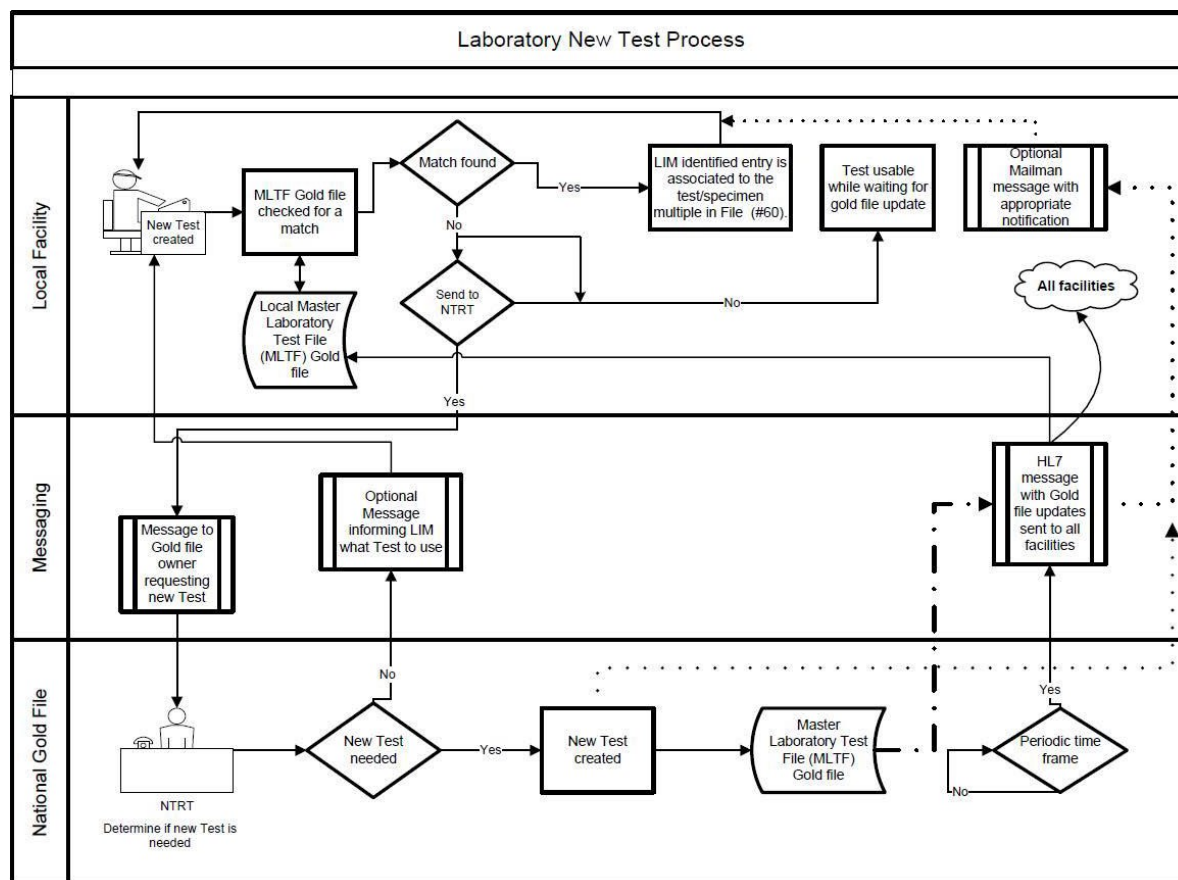 Laboratory New Test Process
Local Facility
New Test
created
MLTF Gold file
checked for a
match
Match found
Yes
LIM identified entry is
associated to the
test/specimen
multiple in File (#60).
Test usable
while waiting for
gold file update
Optional
Mailman
message with
appropriate
notification
No
Send to
NTRT
No
All facilities
Local Master
Laboratory
Test File
(MLTF) Gold
file
Yes
Messaging
Message to
Gold file
owner
requesting
new Test
Optional
Message
informing LIM
what Test to use
HL7
message
with Gold
file updates
sent to all
facilities
National Gold File
No
Yes
NTRT
Determine if new Test is
needed
New Test
needed
Yes
New Test
created
Master
Laboratory Test
File (MLTF)
Gold file
Periodic time
frame
No